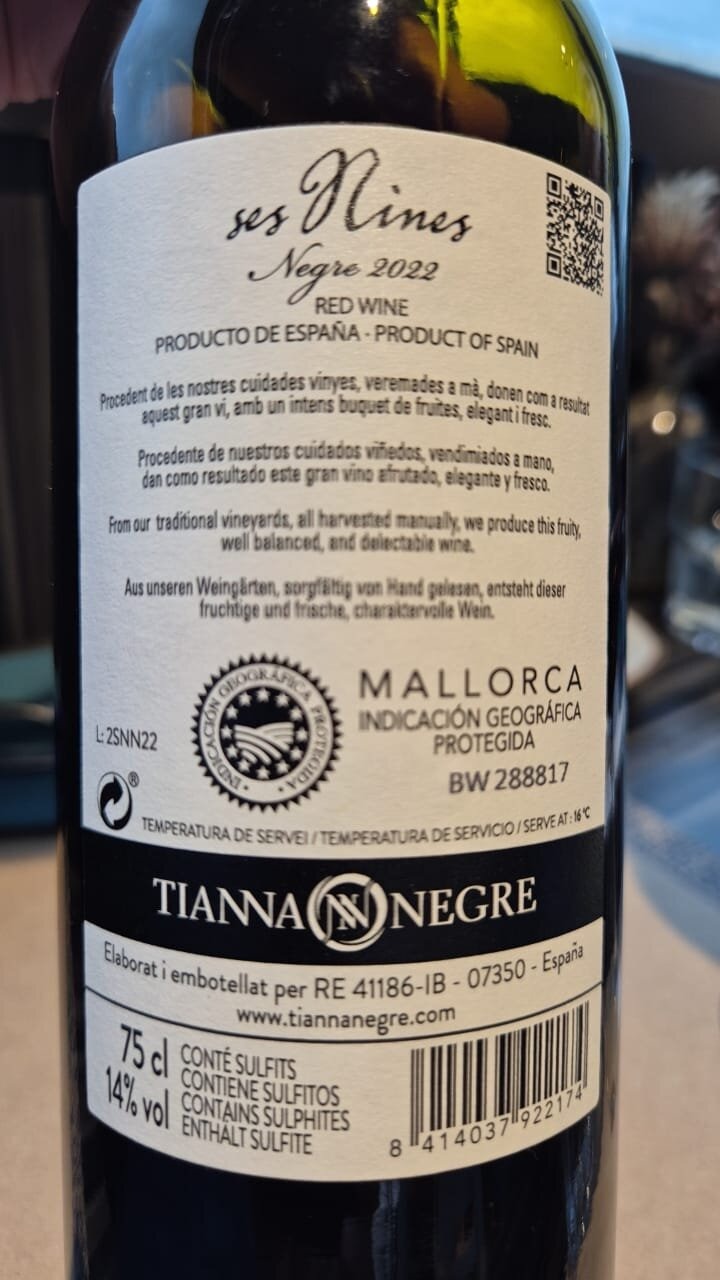 ses Nines
Negre 2022
RED WINE
PRODUCTO DE ESPAÑA - PRODUCT OF SPAIN
Procedent de les nostres cuidades vinyes, veremades a mà, donen com a resultat
aquest gran vi, amb un intens buquet de fruites, elegant i fresc.
Procedente de nuestros cuidados viñedos, vendimiados a mano,
dan como resultado este gran vino afrutado, elegante y fresco.
From our traditional vineyards, all harvested manually, we produce this fruity,
well balanced, and delectable wine.
Aus unseren Weingärten, sorgfältig von Hand gelesen, entsteht dieser
fruchtige und frische, charaktervolle Wein.
INDICACIÓN GEOGRÁFICA PROTEGIDA
MALLORCA
INDICACIÓN GEOGRÁFICA
PROTEGIDA
L: 2SNN22
BW 288817
®
TEMPERATURA DE SERVEI / TEMPERATURA DE SERVICIO / SERVE AT : 16 °C
TIANNA NN NEGRE
Elaborat i embotellat per RE 41186-IB - 07350 - España
www.tiannanegre.com
75 cl
14% vol
CONTÉ SULFITS
CONTIENE SULFITOS
CONTAINS SULPHITES
ENTHÄLT SULFITE
8 414037 922174